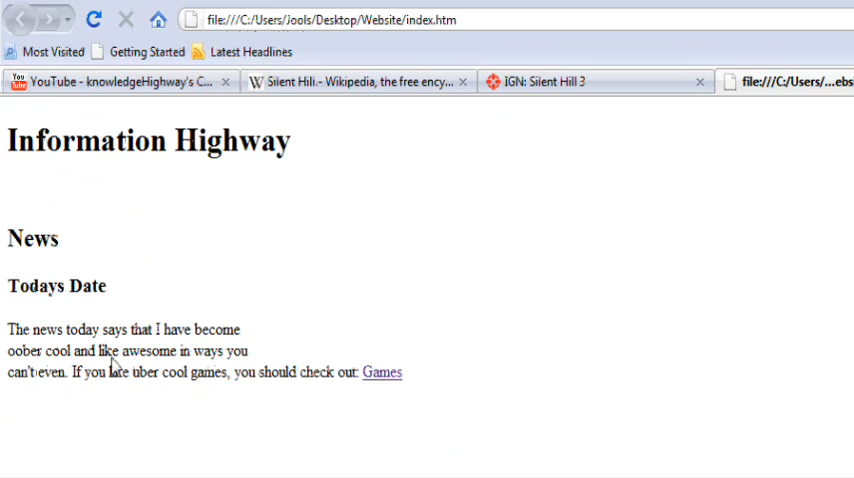 file:///C:/Users/Jools/Desktop/Website/index.htm
Most Visited Getting Started Latest Headlines
You Tube YouTube - knowledgeHighway's C... W Silent Hill - Wikipedia, the free ency... IGN: Silent Hill 3 file:///C:/Users/...ebs
Information Highway
News
Todays Date
The news today says that I have become
oober cool and like awesome in ways you
can't even. If you like uber cool games, you should check out: Games